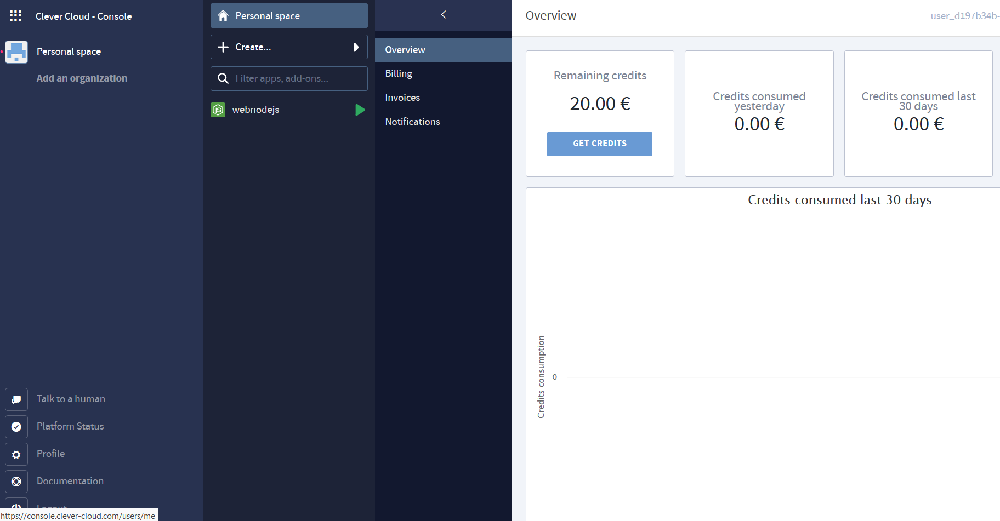 Clever Cloud - Console
Personal space
Add an organization
Talk to a human
Platform Status
Profile
Documentation
Logout
https://console.clever-cloud.com/users/me
Personal space
Create...
Filter apps, add-ons...
JS
webnodejs
Overview
Billing
Invoices
Notifications
Overview
user_d197b34b-
Remaining credits
20.00 €
GET CREDITS
Credits consumed
yesterday
0.00 €
Credits consumed last
30 days
0.00 €
Credits consumed last 30 days
Credits consumption
0